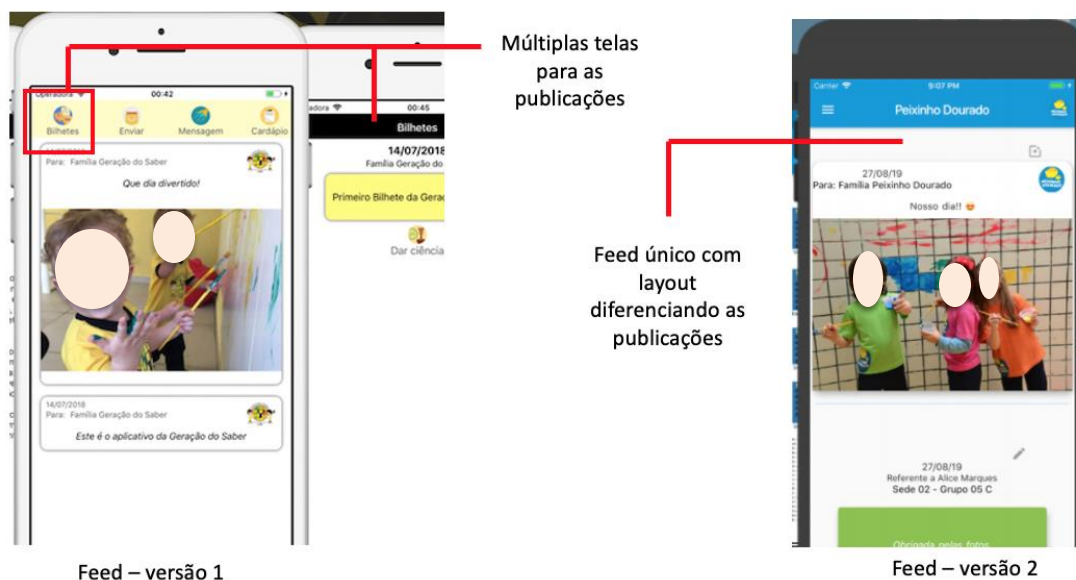 Múltiplas telas
para as
publicações
Operadora
00:42
Bilhetes
Enviar
Mensagem
Cardápio
14/07/2018
Para: Família Geração do Saber
Que dia divertido!
14/07/2018
Para: Família Geração do Saber
Este é o aplicativo da Geração do Saber
00:45
Bilhetes
14/07/2018
Família Geração do
Primeiro Bilhete da
Dar ciência
Feed – versão 1
Feed único com
layout
diferenciando as
publicações
Carrier
9:07 PM
Peixinho Dourado
27/08/19
Para: Família Peixinho Dourado
Nosso dia!! 😍
27/08/19
Referente a Alice Marques
Sede 02 - Grupo 05 C
Obrigada pelas fotos
Feed – versão 2